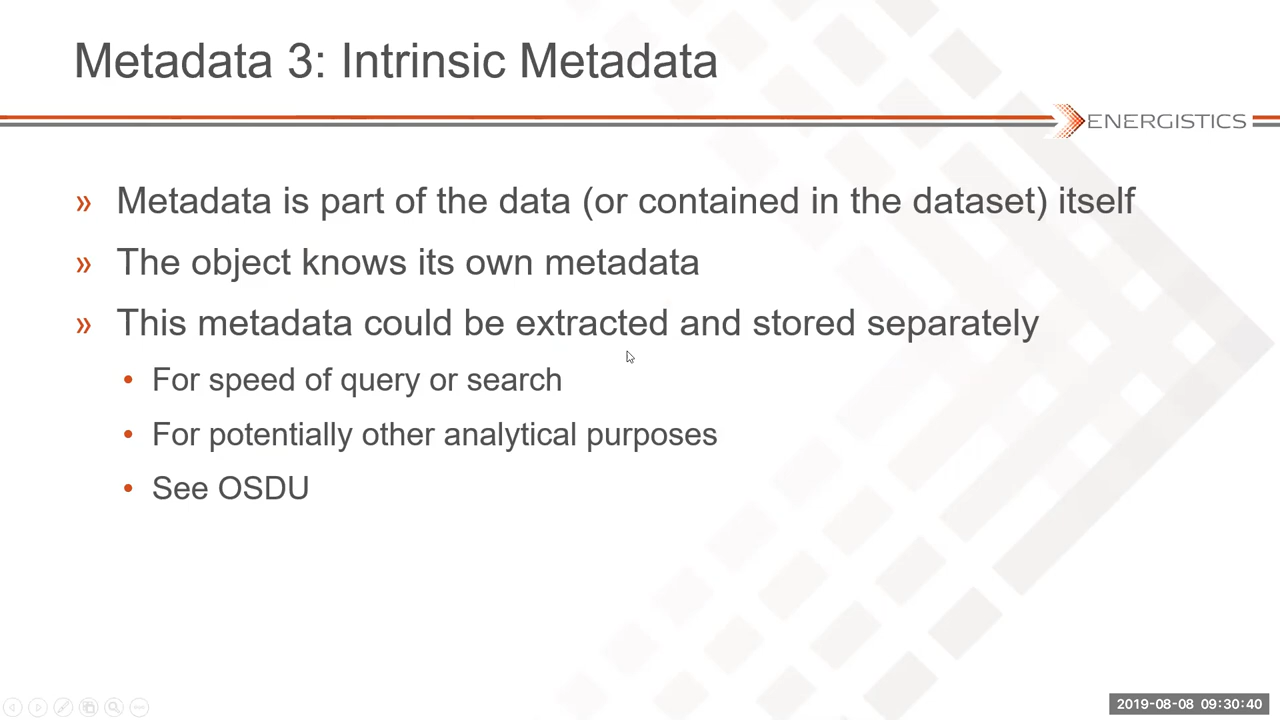 Metadata 3: Intrinsic Metadata
ENERGISTICS
» Metadata is part of the data (or contained in the dataset) itself
» The object knows its own metadata
» This metadata could be extracted and stored separately
• For speed of query or search
• For potentially other analytical purposes
• See OSDU
2019-08-08 09:30:40